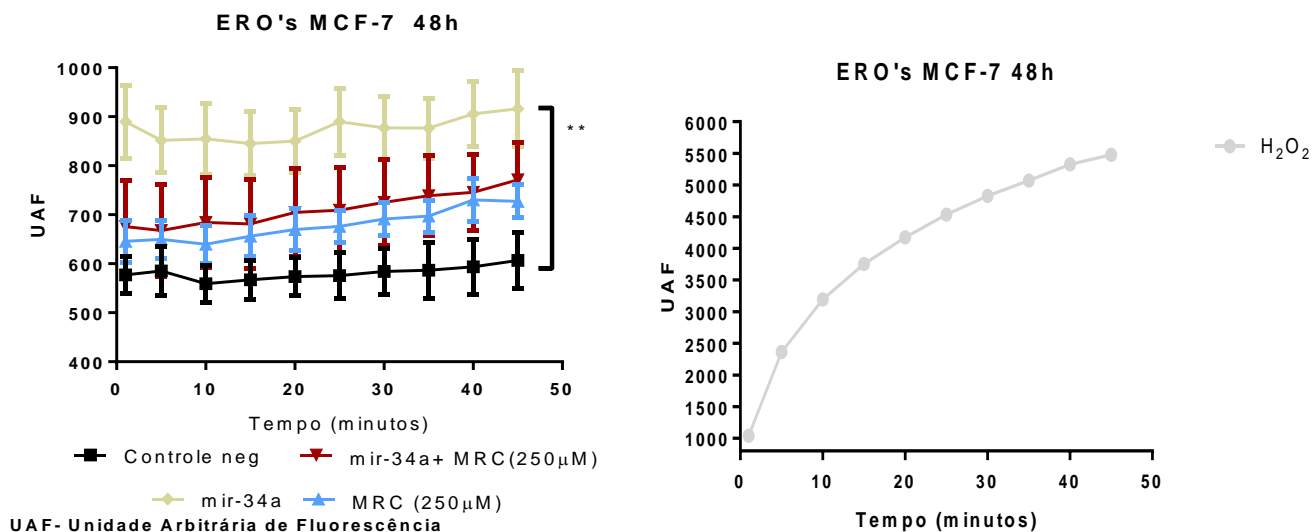 ERO's MCF-7 48h
1000
900
800
700
600
500
400
UAF
**
0 10 20 30 40 50
Tempo (minutos)
Controle neg
mir-34a+ MRC(250μM)
mir-34a
MRC (250μM)
UAF- Unidade Arbitrária de Fluorescência
ERO's MCF-7 48h
6000
5500
5000
4500
4000
3500
3000
2500
2000
1500
1000
UAF
0 10 20 30 40 50
Tempo (minutos)
H₂O₂